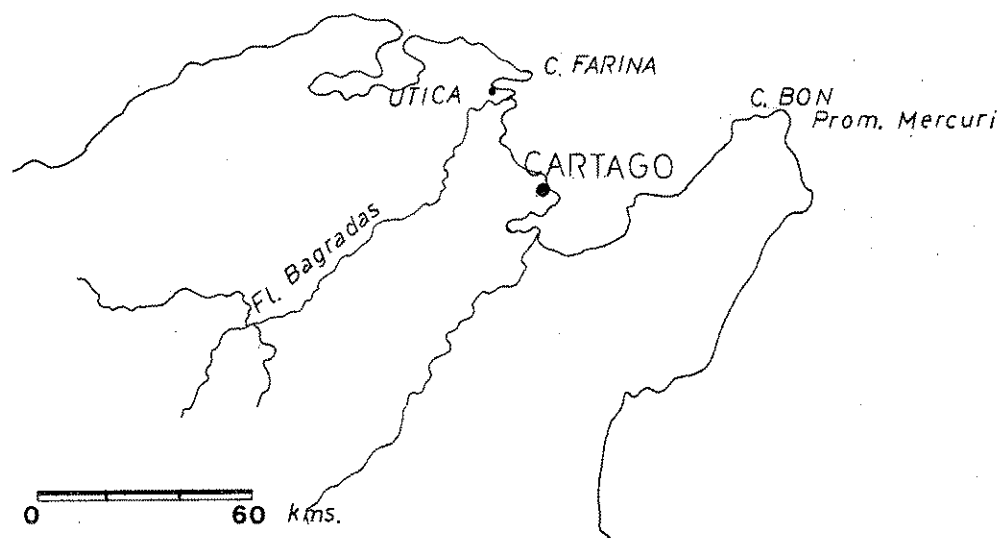 C. FARINA
UTICA
C. BON
Prom. Mercuri
CARTAGO
Fl. Bagradas
0 60 kms.